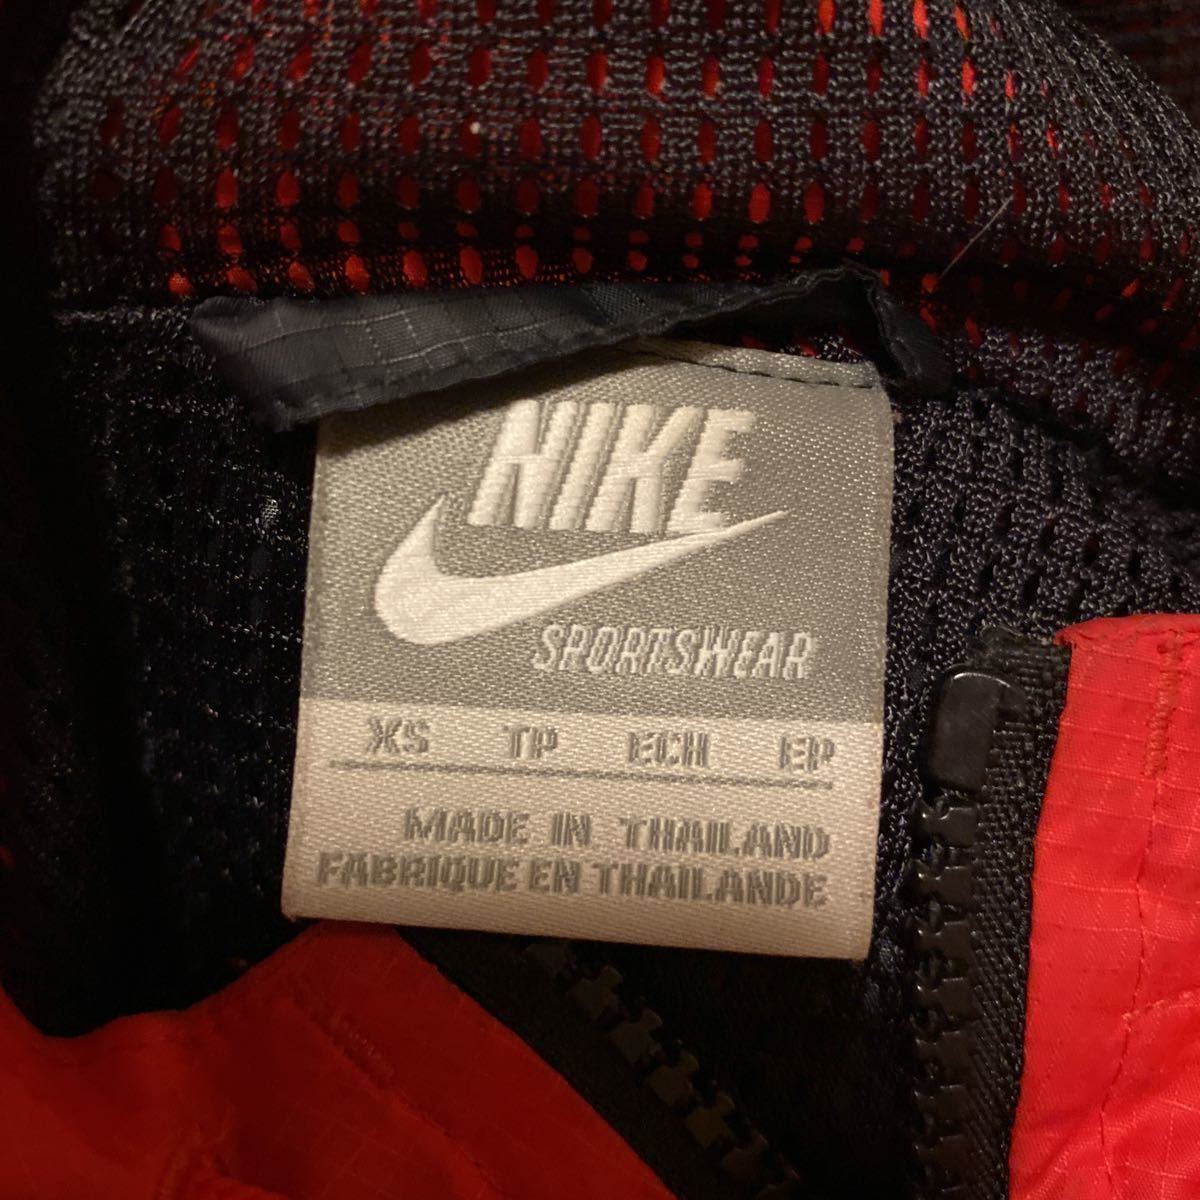 NIKE
SPORTSWEAR
XS TP ECH EP
MADE IN THAILAND
FABRIQUE EN THAILANDE